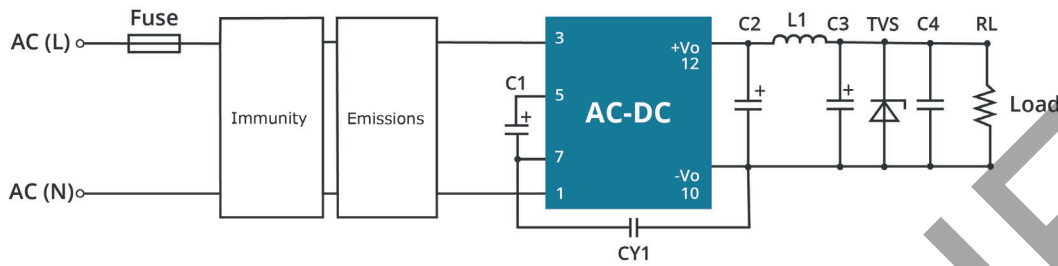 Fuse
AC (L)
AC (N)
Immunity
Emissions
C1
+
3
5
7
1
AC-DC
+Vo
12
-Vo
10
CY1
C2
L1
C3
TVS
C4
RL
+
+
Load